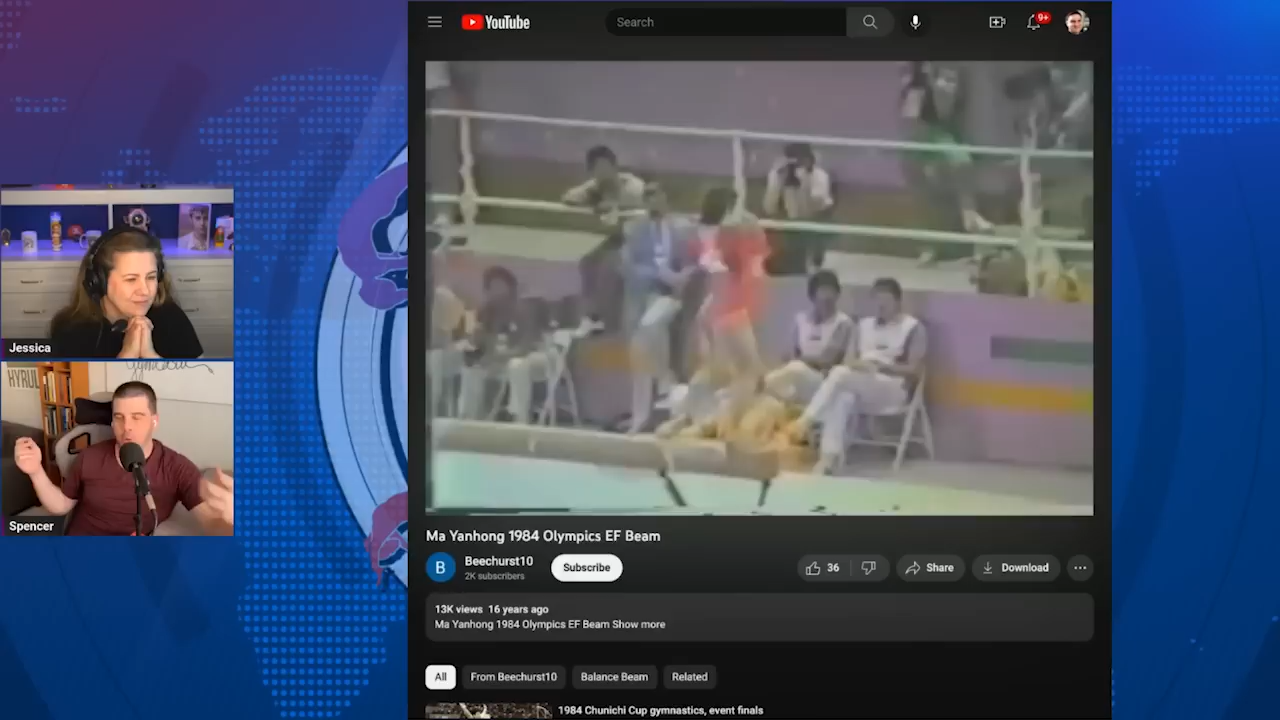 YouTube
Search
9+
Jessica
HYRUL
Spencer
Ma Yanhong 1984 Olympics EF Beam
B
Beechurst10
2K subscribers
Subscribe
36
Share
Download
13K views 16 years ago
Ma Yanhong 1984 Olympics EF Beam Show more
All
From Beechurst10
Balance Beam
Related
1984 Chunichi Cup gymnastics, event finals